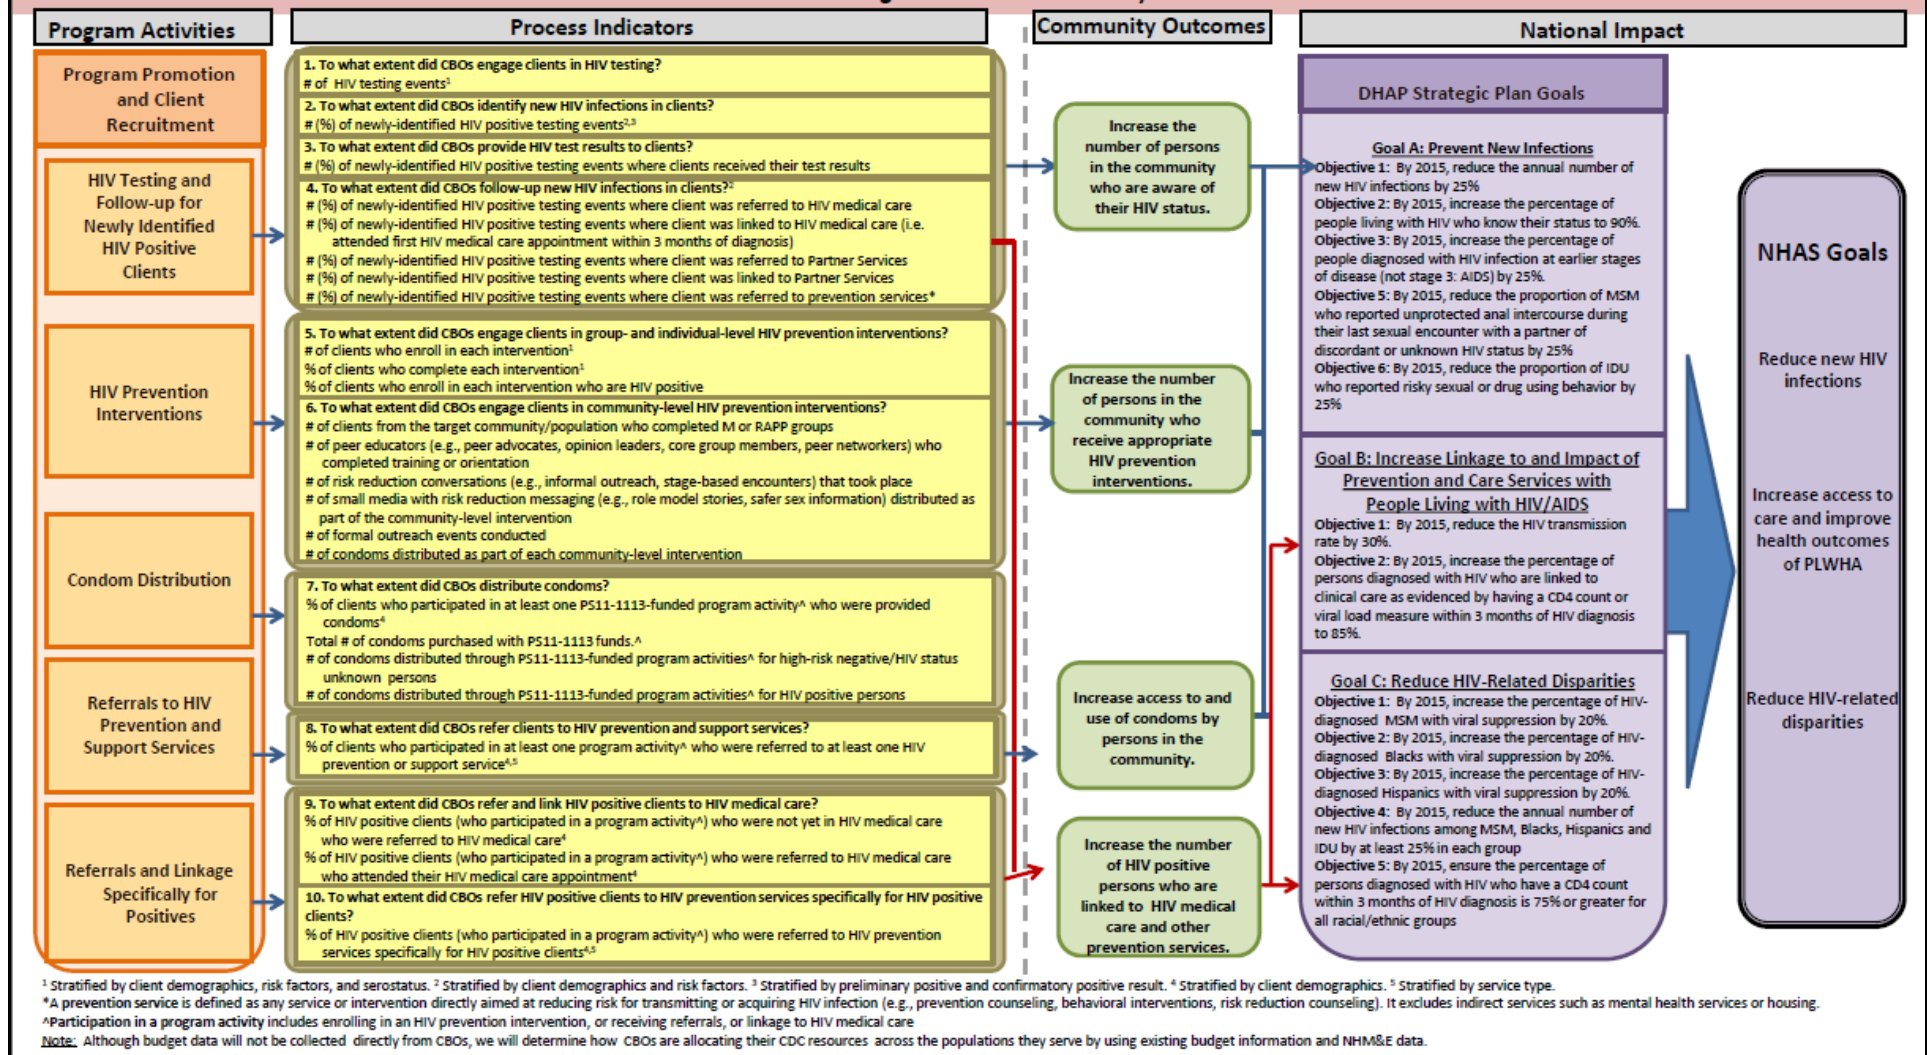 Program Activities
Process Indicators
Community Outcomes
National Impact
Program Promotion
and Client
Recruitment
HIV Testing and
Follow-up for
Newly Identified
HIV Positive
Clients
HIV Prevention
Interventions
Condom Distribution
Referrals to HIV
Prevention and
Support Services
Referrals and Linkage
Specifically for
Positives
1. To what extent did CBOs engage clients in HIV testing?
# of HIV testing events¹
2. To what extent did CBOs identify new HIV infections in clients?
# (%) of newly-identified HIV positive testing events²,³
3. To what extent did CBOs provide HIV test results to clients?
# (%) of newly-identified HIV positive testing events where clients received their test results
4. To what extent did CBOs follow-up new HIV infections in clients?²
# (%) of newly-identified HIV positive testing events where client was referred to HIV medical care
# (%) of newly-identified HIV positive testing events where client was linked to HIV medical care (i.e.
attended first HIV medical care appointment within 3 months of diagnosis)
# (%) of newly-identified HIV positive testing events where client was referred to Partner Services
# (%) of newly-identified HIV positive testing events where client was linked to Partner Services
# (%) of newly-identified HIV positive testing events where client was referred to prevention services*
5. To what extent did CBOs engage clients in group- and individual-level HIV prevention interventions?
# of clients who enroll in each intervention¹
% of clients who complete each intervention¹
% of clients who enroll in each intervention who are HIV positive
6. To what extent did CBOs engage clients in community-level HIV prevention interventions?
# of clients from the target community/population who completed M or RAPP groups
# of peer educators (e.g., peer advocates, opinion leaders, core group members, peer networkers) who
completed training or orientation
# of risk reduction conversations (e.g., informal outreach, stage-based encounters) that took place
# of small media with risk reduction messaging (e.g., role model stories, safer sex information) distributed as
part of the community-level intervention
# of formal outreach events conducted
# of condoms distributed as part of each community-level intervention
7. To what extent did CBOs distribute condoms?
% of clients who participated in at least one PS11-1113-funded program activity^ who were provided
condoms⁴
Total # of condoms purchased with PS11-1113 funds.^
# of condoms distributed through PS11-1113-funded program activities^ for high-risk negative/HIV status
unknown persons
# of condoms distributed through PS11-1113-funded program activities^ for HIV positive persons
8. To what extent did CBOs refer clients to HIV prevention and support services?
% of clients who participated in at least one program activity^ who were referred to at least one HIV
prevention or support service⁴,⁵
9. To what extent did CBOs refer and link HIV positive clients to HIV medical care?
% of HIV positive clients (who participated in a program activity^) who were not yet in HIV medical care
who were referred to HIV medical care⁴
% of HIV positive clients (who participated in a program activity^) who were referred to HIV medical care
who attended their HIV medical care appointment⁴
10. To what extent did CBOs refer HIV positive clients to HIV prevention services specifically for HIV positive
clients?
% of HIV positive clients (who participated in a program activity^) who were referred to HIV prevention
services specifically for HIV positive clients⁴,⁵
Increase the
number of persons
in the community
who are aware of
their HIV status.
Increase the number
of persons in the
community who
receive appropriate
HIV prevention
interventions.
Increase access to and
use of condoms by
persons in the
community.
Increase the number
of HIV positive
persons who are
linked to HIV medical
care and other
prevention services.
DHAP Strategic Plan Goals
Goal A: Prevent New Infections
Objective 1: By 2015, reduce the annual number of
new HIV infections by 25%
Objective 2: By 2015, increase the percentage of
people living with HIV who know their status to 90%.
Objective 3: By 2015, increase the percentage of
people diagnosed with HIV infection at earlier stages
of disease (not stage 3: AIDS) by 25%.
Objective 5: By 2015, reduce the proportion of MSM
who reported unprotected anal intercourse during
their last sexual encounter with a partner of
discordant or unknown HIV status by 25%
Objective 6: By 2015, reduce the proportion of IDU
who reported risky sexual or drug using behavior by
25%
Goal B: Increase Linkage to and Impact of
Prevention and Care Services with
People Living with HIV/AIDS
Objective 1: By 2015, reduce the HIV transmission
rate by 30%.
Objective 2: By 2015, increase the percentage of
persons diagnosed with HIV who are linked to
clinical care as evidenced by having a CD4 count or
viral load measure within 3 months of HIV diagnosis
to 85%.
Goal C: Reduce HIV-Related Disparities
Objective 1: By 2015, increase the percentage of HIV-
diagnosed MSM with viral suppression by 20%.
Objective 2: By 2015, increase the percentage of HIV-
diagnosed Blacks with viral suppression by 20%.
Objective 3: By 2015, increase the percentage of HIV-
diagnosed Hispanics with viral suppression by 20%.
Objective 4: By 2015, reduce the annual number of
new HIV infections among MSM, Blacks, Hispanics and
IDU by at least 25% in each group
Objective 5: By 2015, ensure the percentage of
persons diagnosed with HIV who have a CD4 count
within 3 months of HIV diagnosis is 75% or greater for
all racial/ethnic groups
NHAS Goals
Reduce new HIV
infections
Increase access to
care and improve
health outcomes
of PLWHA
Reduce HIV-related
disparities
¹ Stratified by client demographics, risk factors, and serostatus. ² Stratified by client demographics and risk factors. ³ Stratified by preliminary positive and confirmatory positive result. ⁴ Stratified by client demographics. ⁵ Stratified by service type.
*A prevention service is defined as any service or intervention directly aimed at reducing risk for transmitting or acquiring HIV infection (e.g., prevention counseling, behavioral interventions, risk reduction counseling). It excludes indirect services such as mental health services or housing.
^Participation in a program activity includes enrolling in an HIV prevention intervention, or receiving referrals, or linkage to HIV medical care
Note: Although budget data will not be collected directly from CBOs, we will determine how CBOs are allocating their CDC resources across the populations they serve by using existing budget information and NHM&E data.